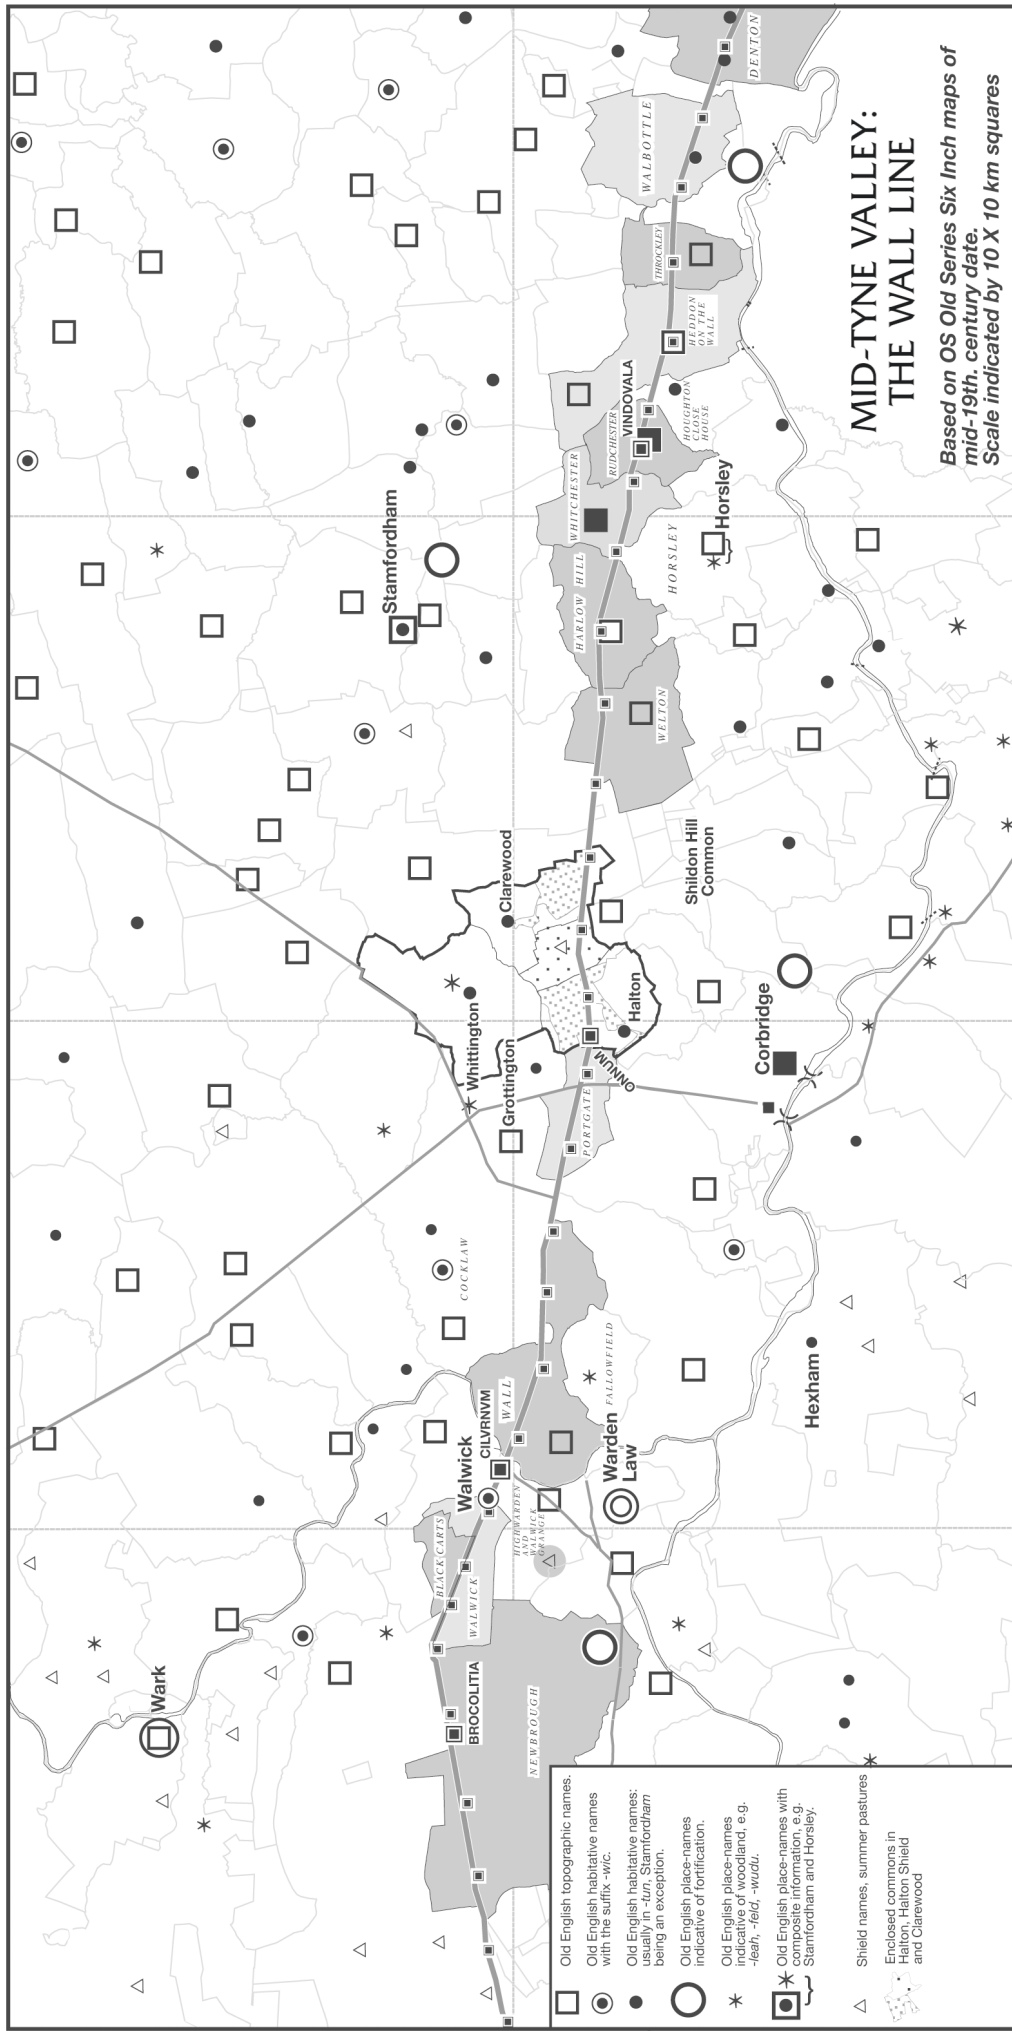 MID-TYNE VALLEY:
THE WALL LINE
Based on OS Old Series Six Inch maps of
mid-19th. century date.
Scale indicated by 10 X 10 km squares
Wark
BROCOLITIA
NEWBROUGH
BLACK CARTS
WALWICK
Walwick
CILVRNVM
HIGHWARDEN
AND
WALWICK
GRANGE
WALL
Warden
Law
FALLOWFIELD
COCKLAW
Hexham
Whittington
Grottington
PORTGATE
ONNUM
Halton
Clarewood
Corbridge
Shildon Hill
Common
Stamfordham
WELTON
HARLOW HILL
HORSLEY
Horsley
WHITCHESTER
RUDCHESTER
VINDOVALA
HOUGHTON
CLOSE
HOUSE
HEDDON
ON THE
WALL
THROCKLEY
WALBOTTLE
DENTON
Old English topographic names.
Old English habitative names
with the suffix -wic.
Old English habitative names:
usually in -tun, Stamfordham
being an exception.
Old English place-names
indicative of fortification.
Old English place-names
indicative of woodland, e.g.
-leah, -feld, -wudu.
Old English place-names with
composite information, e.g.
Stamfordham and Horsley.
Shield names, summer pastures
Enclosed commons in
Halton, Halton Shield
and Clarewood